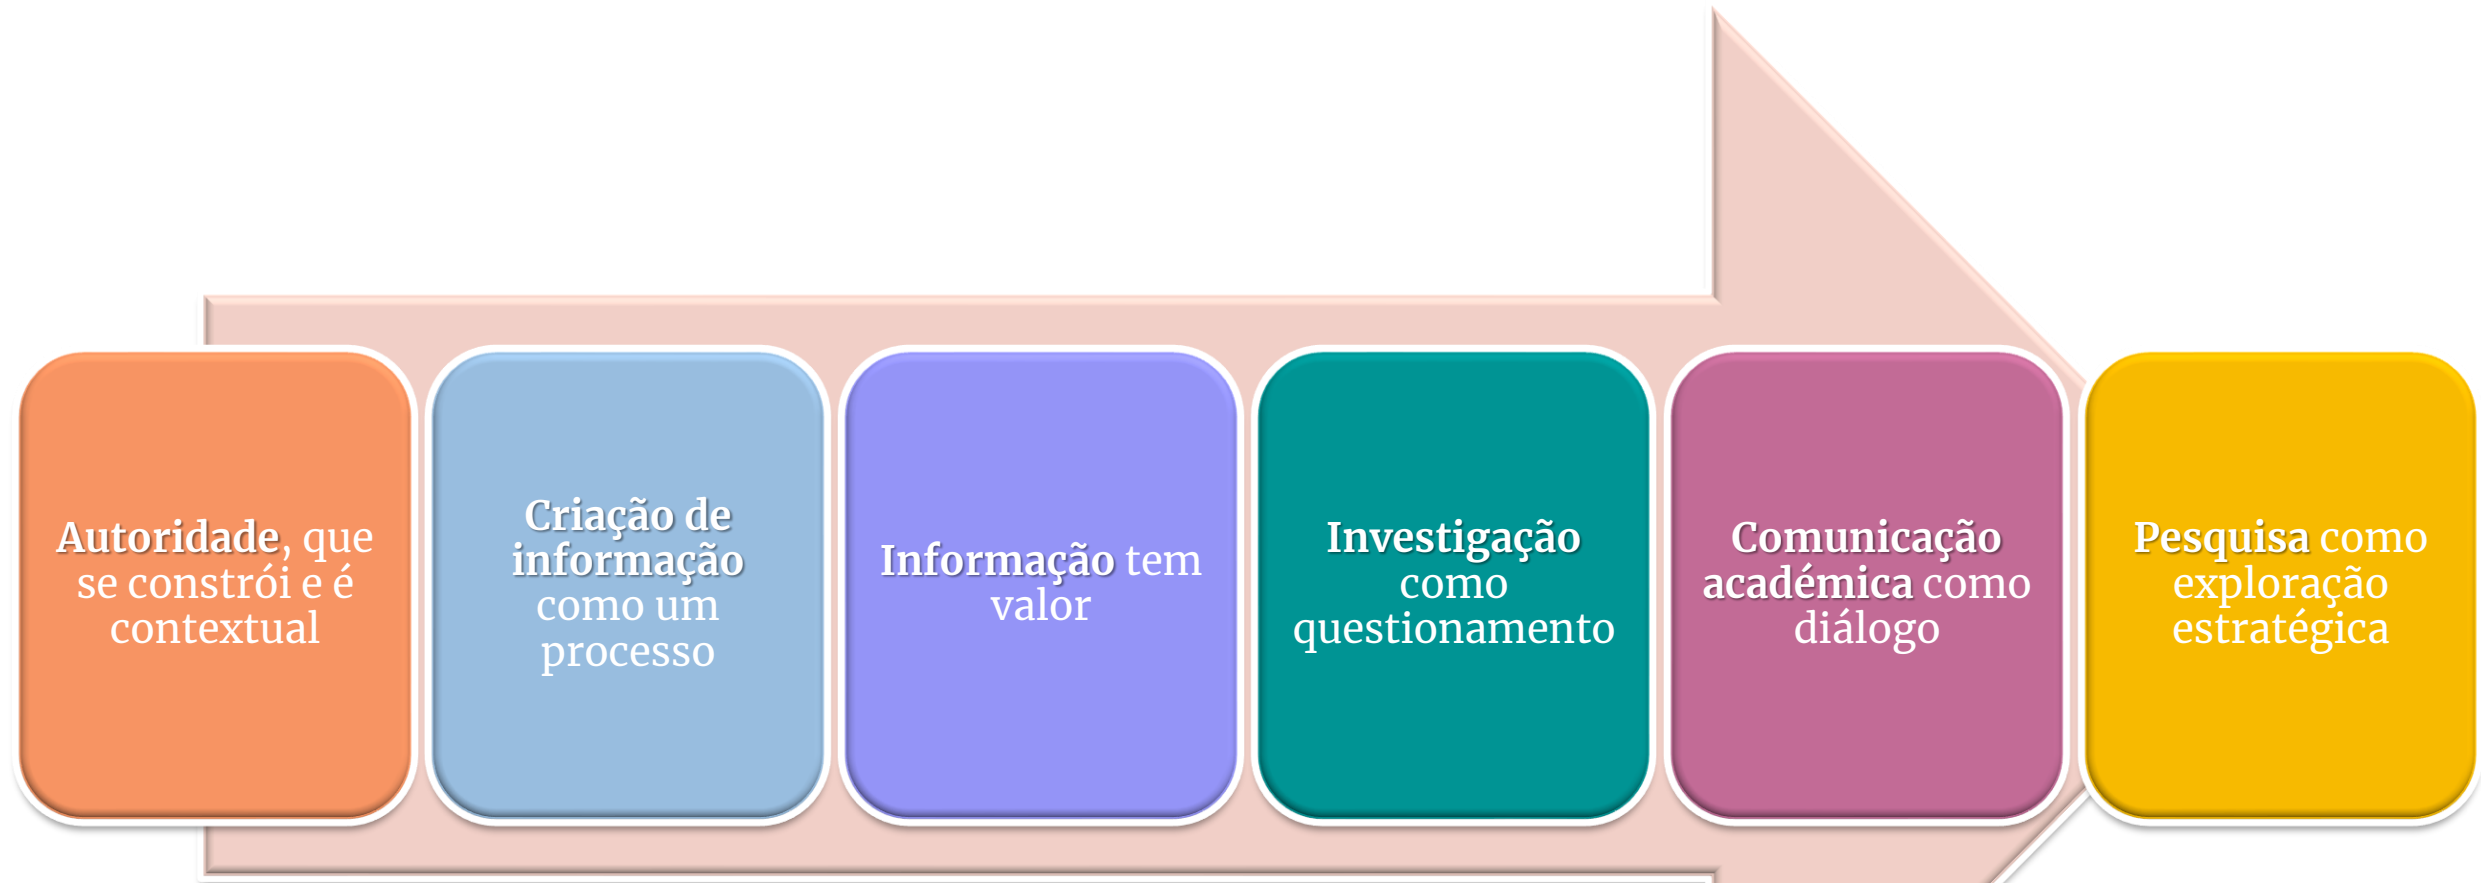 Autoridade, que
se constrói e é
contextual
Criação de
informação
como um
processo
Informação tem
valor
Investigação
como
questionamento
Comunicação
académica como
diálogo
Pesquisa como
exploração
estratégica